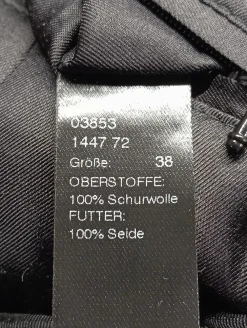 03853
1447 72
Größe: 38
OBERSTOFFE:
100% Schurwolle
FUTTER:
100% Seide